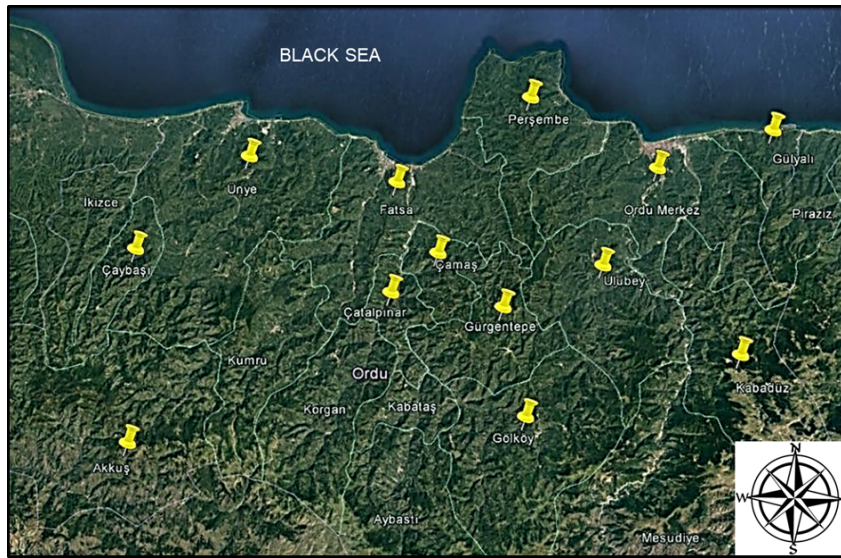 BLACK SEA
Perşembe
Gülyalı
Ünye
Fatsa
Ordu Merkez
İkizce
Piraziz
Çaybaşı
Çamaş
Ulubey
Çatalpınar
Gürgentepe
Kumru
Ordu
Kabadüz
Korgan
Kabataş
Gölköy
Akkuş
Aybastı
Mesudiye
N
W
E
S